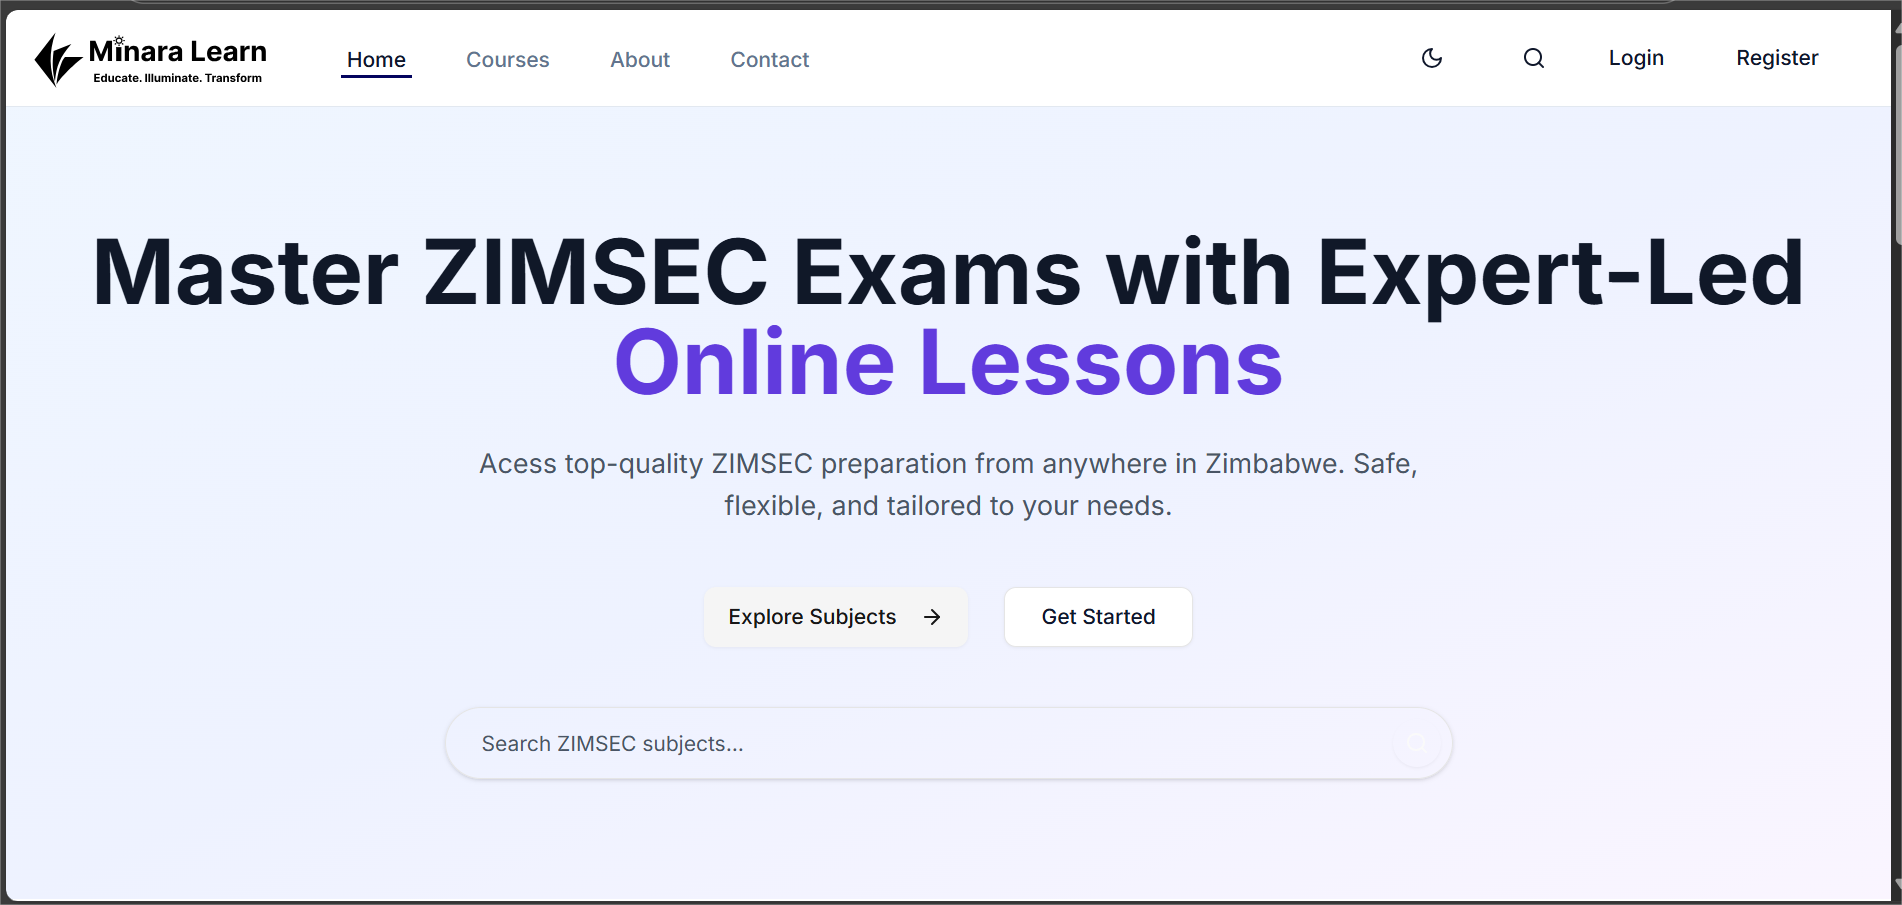 Minara Learn
Educate. Illuminate. Transform
Home
Courses
About
Contact
Login
Register
Master ZIMSEC Exams with Expert-Led
Online Lessons
Acess top-quality ZIMSEC preparation from anywhere in Zimbabwe. Safe,
flexible, and tailored to your needs.
Explore Subjects
Get Started
Search ZIMSEC subjects...